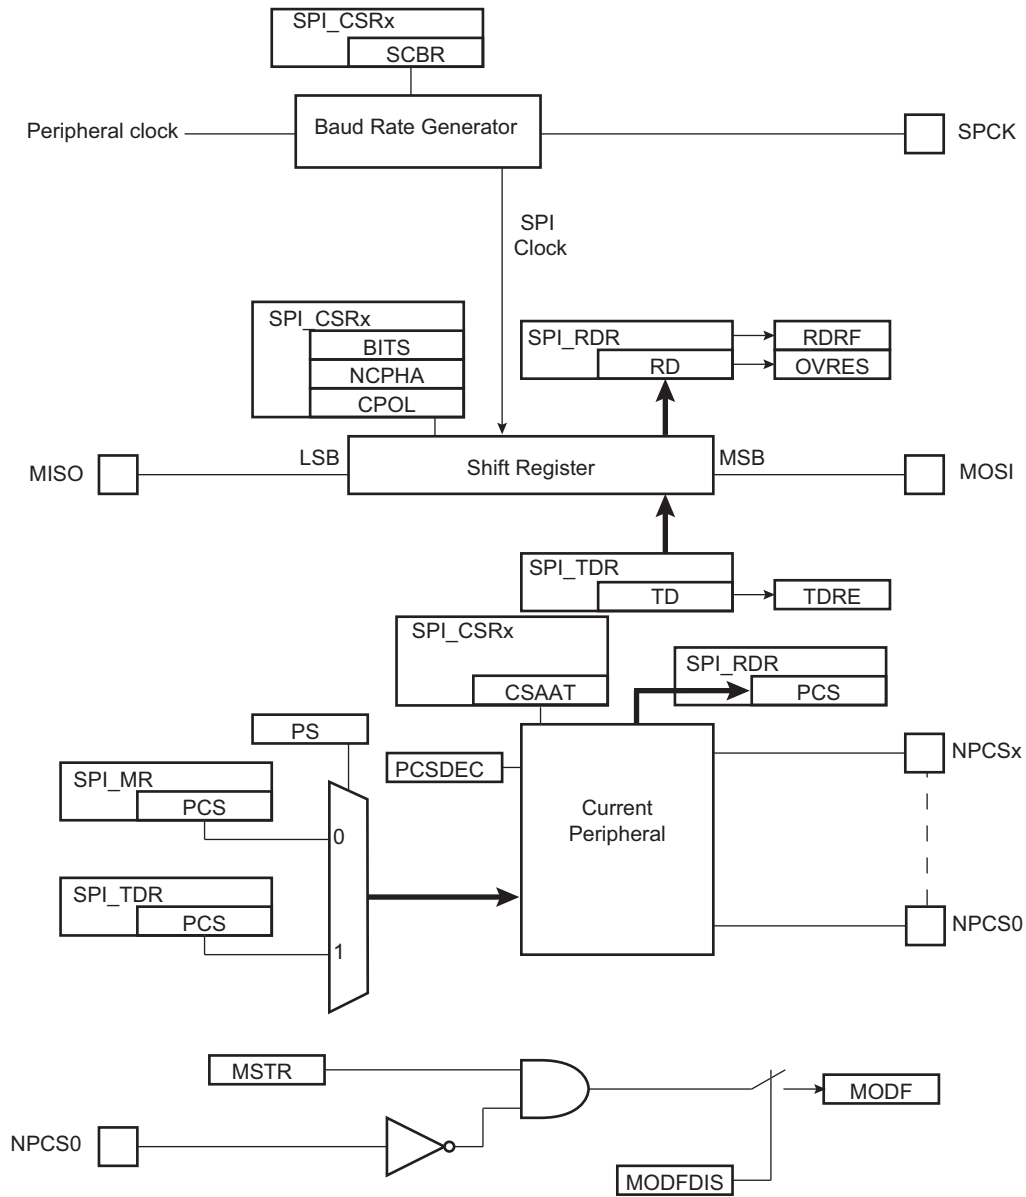 SPI_CSRx
SCBR
Peripheral clock
Baud Rate Generator
SPCK
SPI
Clock
SPI_CSRx
BITS
NCPHA
CPOL
SPI_RDR
RD
RDRF
OVRES
MISO
LSB
Shift Register
MSB
MOSI
SPI_TDR
TD
TDRE
SPI_CSRx
CSAAT
SPI_RDR
PCS
PS
PCSDEC
NPCSx
SPI_MR
PCS
0
Current
Peripheral
SPI_TDR
PCS
1
NPCS0
MSTR
MODF
NPCS0
MODFDIS